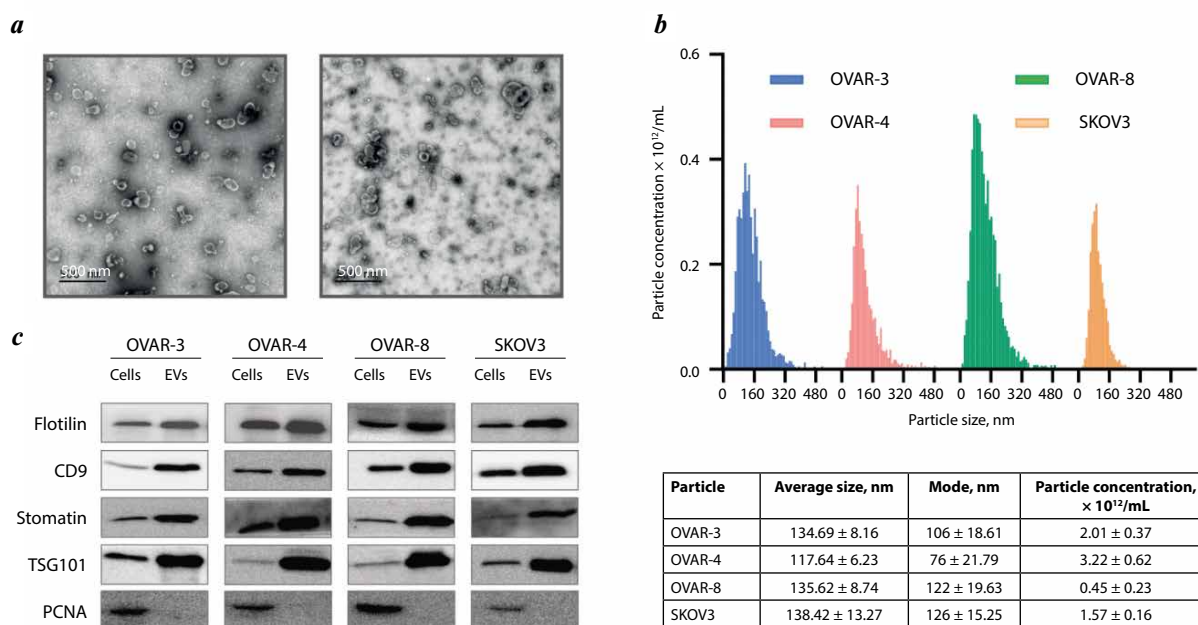 a
500 nm
500 nm
b
0.6
0.4
0.2
0.0
Particle concentration × 10¹²/mL
OVAR-3
OVAR-4
OVAR-8
SKOV3
0 160 320 480 0 160 320 480 0 160 320 480 0 160 320 480
Particle size, nm
c
OVAR-3 OVAR-4 OVAR-8 SKOV3
Cells EVs Cells EVs Cells EVs Cells EVs
Flotilin
CD9
Stomatin
TSG101
PCNA
Particle Average size, nm Mode, nm Particle concentration,
× 10¹²/mL
OVAR-3 134.69 ± 8.16 106 ± 18.61 2.01 ± 0.37
OVAR-4 117.64 ± 6.23 76 ± 21.79 3.22 ± 0.62
OVAR-8 135.62 ± 8.74 122 ± 19.63 0.45 ± 0.23
SKOV3 138.42 ± 13.27 126 ± 15.25 1.57 ± 0.16